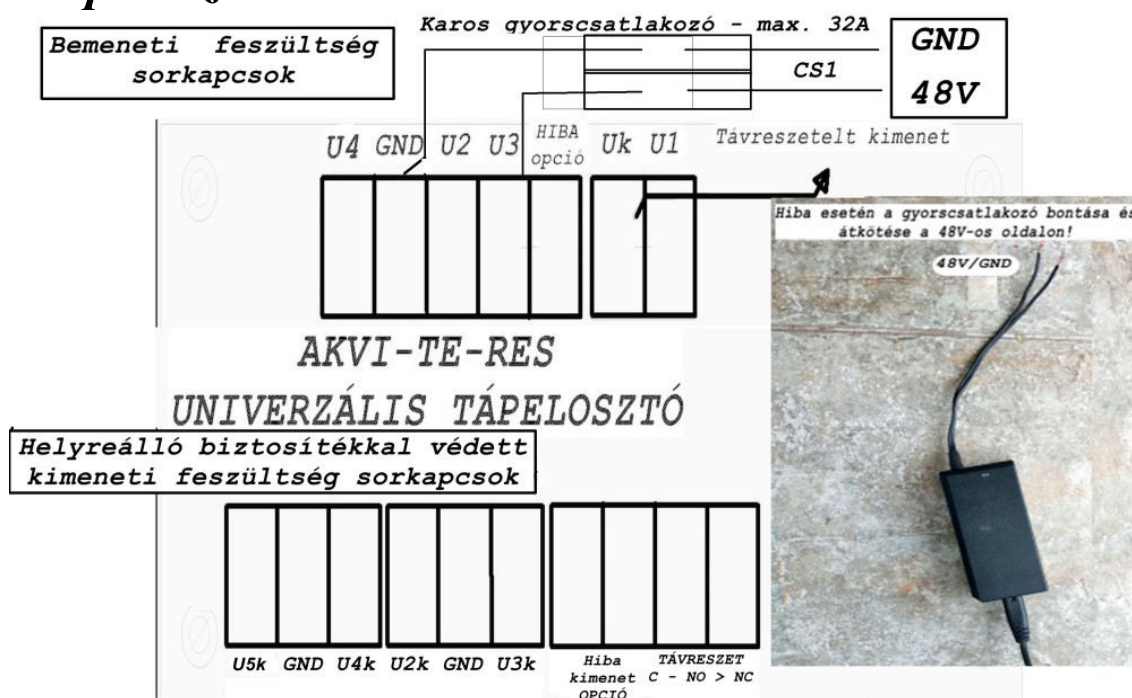 Karos gyorscsatlakozó - max. 32A
Bemeneti feszültség
sorkapcsok
GND
CS1
48V
U4 GND U2 U3 HIBA opció Uk U1
Távreszetelt kimenet
Hiba esetén a gyorscsatlakozó bontása és
átkötése a 48V-os oldalon!
48V/GND
AKVI-TE-RES
UNIVERZÁLIS TÁPELOSZTÓ
Helyreálló biztosítékkal védett
kimeneti feszültség sorkapcsok
U5k GND U4k U2k GND U3k
Hiba
kimenet
OPCIÓ
TÁVRESZET
C - NO > NC